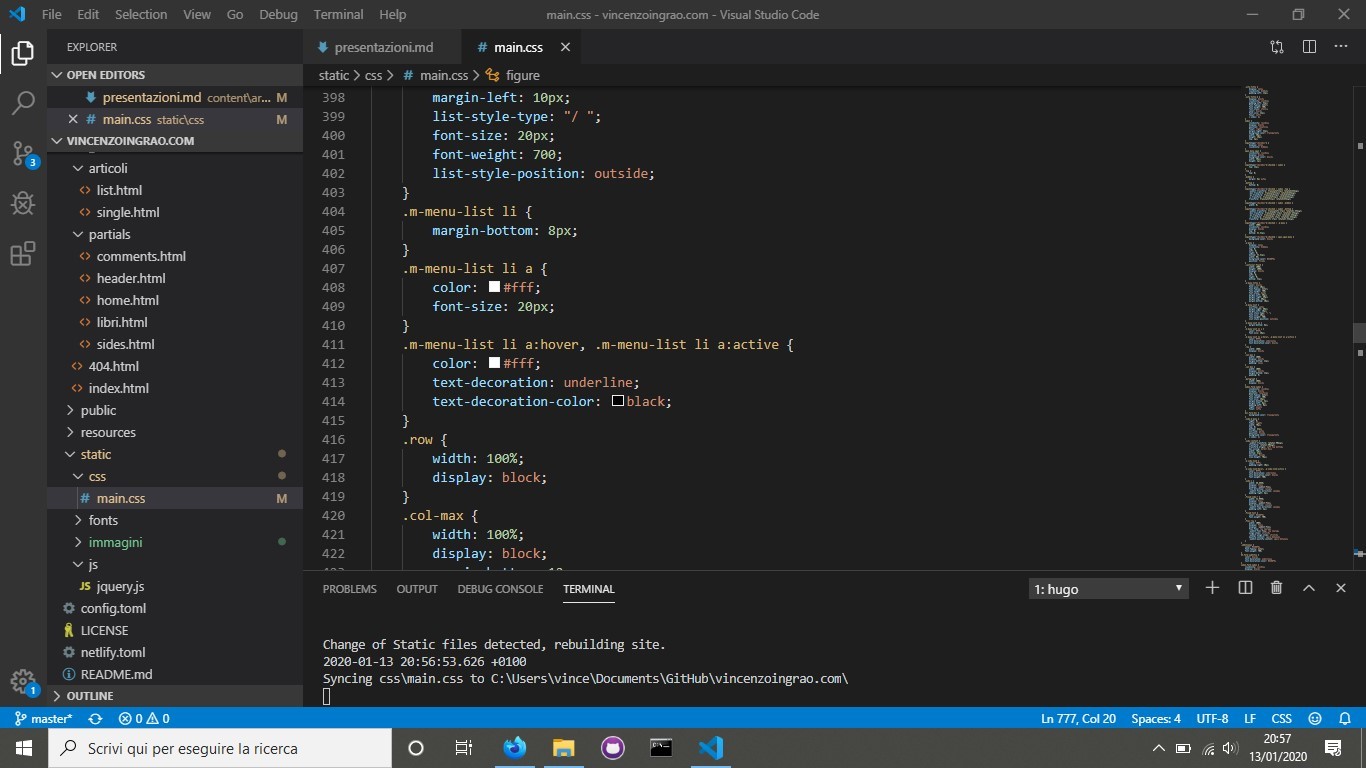 File Edit Selection View Go Debug Terminal Help
main.css - vincenzoingrao.com - Visual Studio Code
EXPLORER
OPEN EDITORS
presentazioni.md content\ar... M
main.css static\css M
VINCENZOINGRAO.COM
articoli
list.html
single.html
partials
comments.html
header.html
home.html
libri.html
sides.html
404.html
index.html
public
resources
static
css
main.css M
fonts
immagini
js
JS jquery.js
config.toml
LICENSE
netlify.toml
README.md
OUTLINE
3
1
presentazioni.md
# main.css
static > css > # main.css > figure
398 margin-left: 10px;
399 list-style-type: "/ ";
400 font-size: 20px;
401 font-weight: 700;
402 list-style-position: outside;
403 }
404 .m-menu-list li {
405 margin-bottom: 8px;
406 }
407 .m-menu-list li a {
408 color: #fff;
409 font-size: 20px;
410 }
411 .m-menu-list li a:hover, .m-menu-list li a:active {
412 color: #fff;
413 text-decoration: underline;
414 text-decoration-color: black;
415 }
416 .row {
417 width: 100%;
418 display: block;
419 }
420 .col-max {
421 width: 100%;
422 display: block;
PROBLEMS OUTPUT DEBUG CONSOLE TERMINAL
1: hugo
Change of Static files detected, rebuilding site.
2020-01-13 20:56:53.626 +0100
Syncing css\main.css to C:\Users\vince\Documents\GitHub\vincenzoingrao.com\
master* 0 0
Ln 777, Col 20 Spaces: 4 UTF-8 LF CSS
Scrivi qui per eseguire la ricerca
20:57
13/01/2020